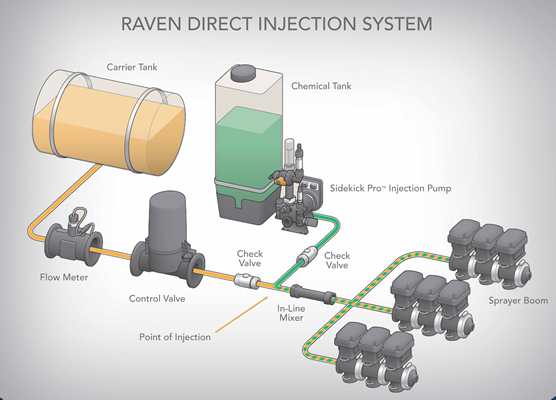 RAVEN DIRECT INJECTION SYSTEM
Carrier Tank
Chemical Tank
Sidekick Pro™ Injection Pump
Flow Meter
Control Valve
Check
Valve
Check
Valve
In-Line
Mixer
Sprayer Boom
Point of Injection